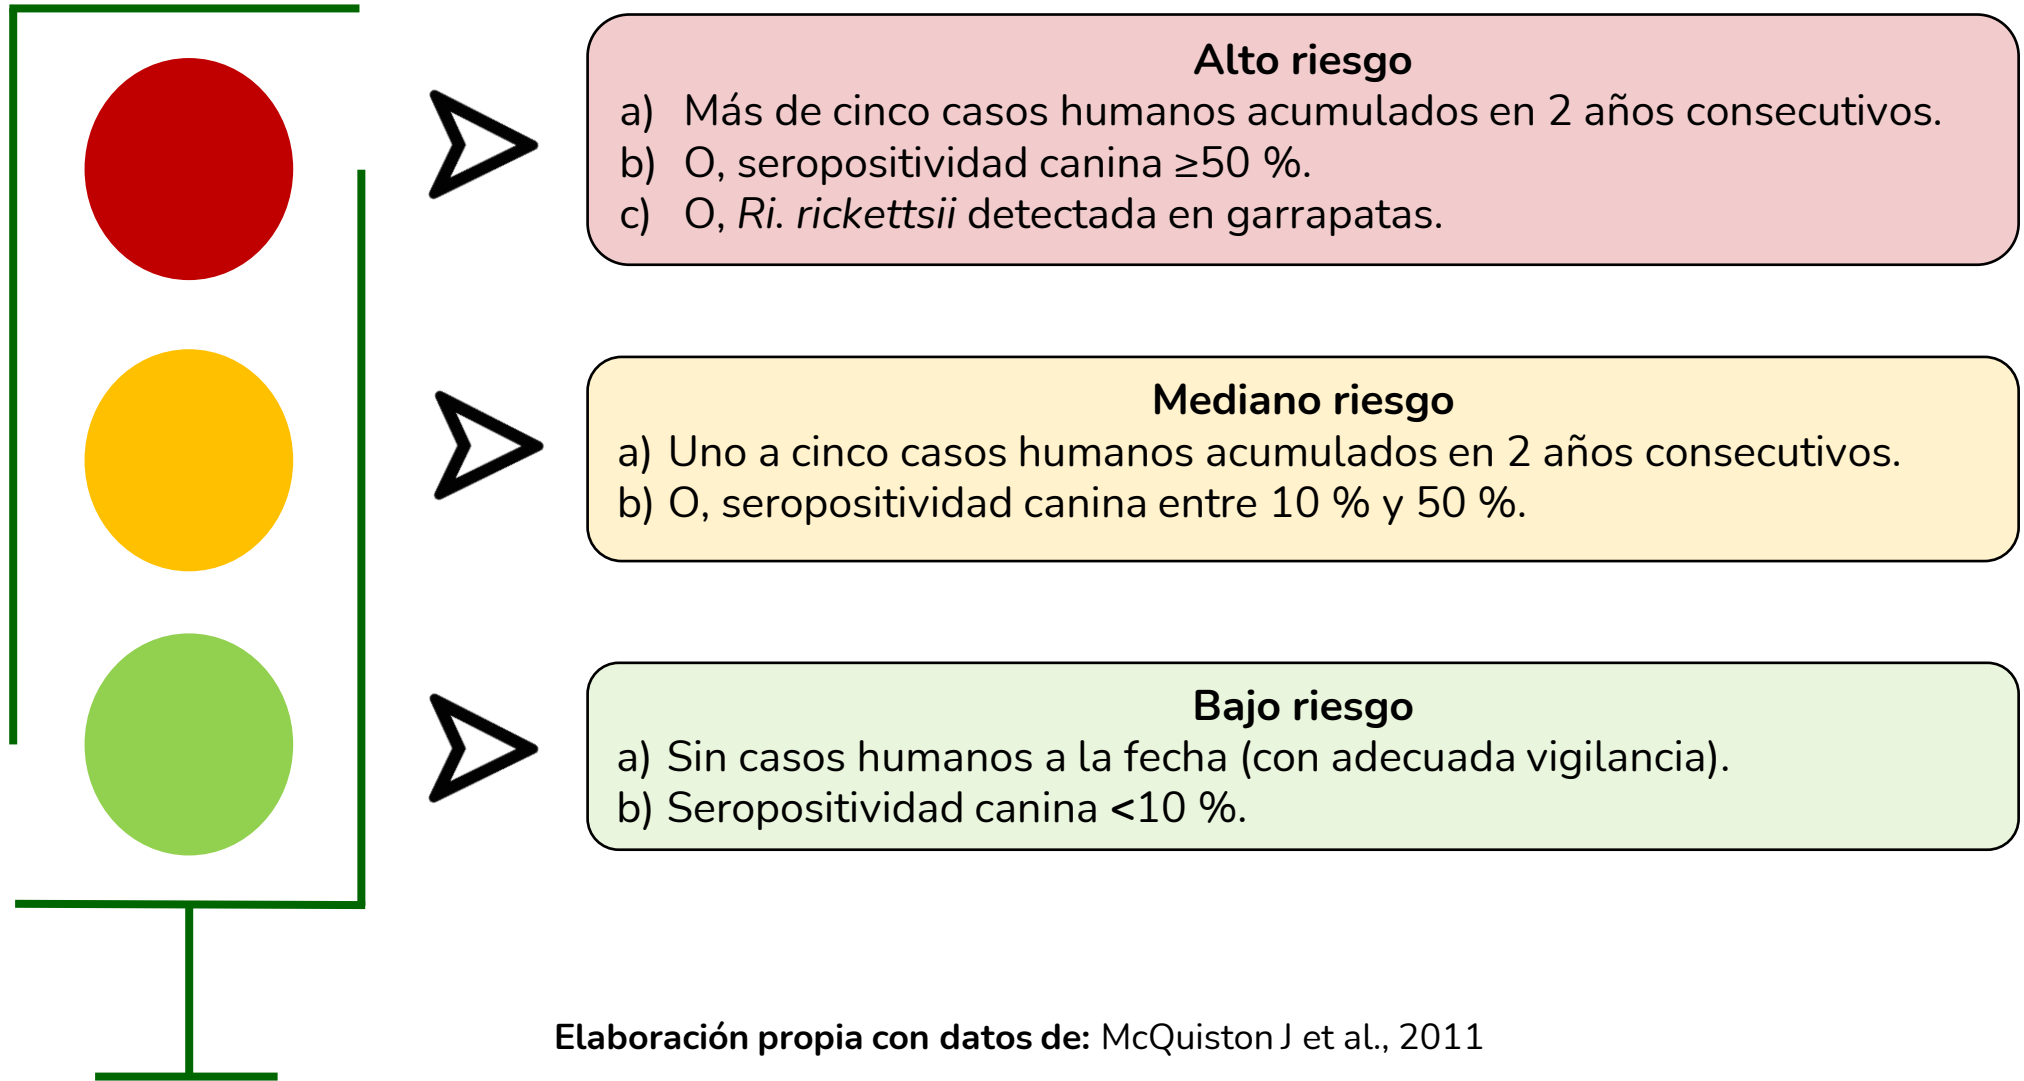 Alto riesgo
a) Más de cinco casos humanos acumulados en 2 años consecutivos.
b) O, seropositividad canina ≥50 %.
c) O, Ri. rickettsii detectada en garrapatas.
Mediano riesgo
a) Uno a cinco casos humanos acumulados en 2 años consecutivos.
b) O, seropositividad canina entre 10 % y 50 %.
Bajo riesgo
a) Sin casos humanos a la fecha (con adecuada vigilancia).
b) Seropositividad canina <10 %.
Elaboración propia con datos de: McQuiston J et al., 2011